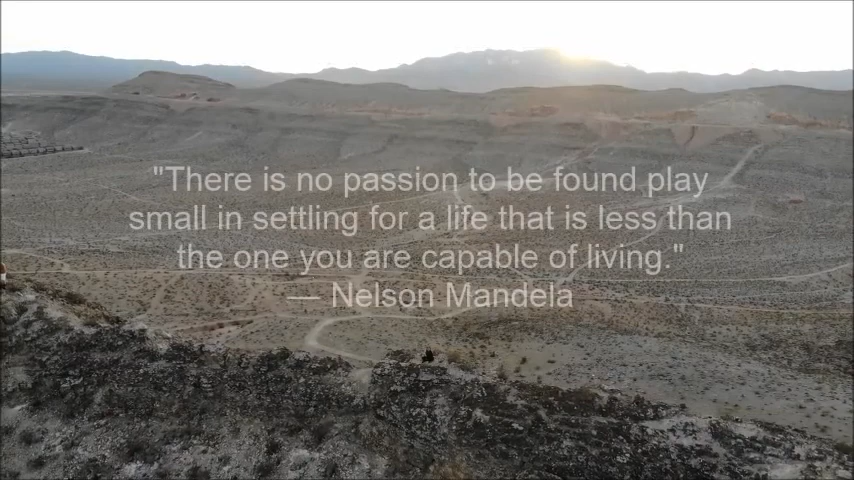 "There is no passion to be found play
small in settling for a life that is less than
the one you are capable of living."
— Nelson Mandela